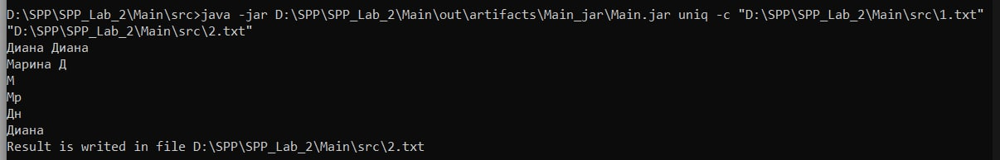 D:\SPP\SPP_Lab_2\Main\src>java -jar D:\SPP\SPP_Lab_2\Main\out\artifacts\Main_jar\Main.jar uniq -c "D:\SPP\SPP_Lab_2\Main\src\1.txt"
"D:\SPP\SPP_Lab_2\Main\src\2.txt"
Диана Диана
Марина Д
М
Мр
Дн
Диана
Result is writed in file D:\SPP\SPP_Lab_2\Main\src\2.txt